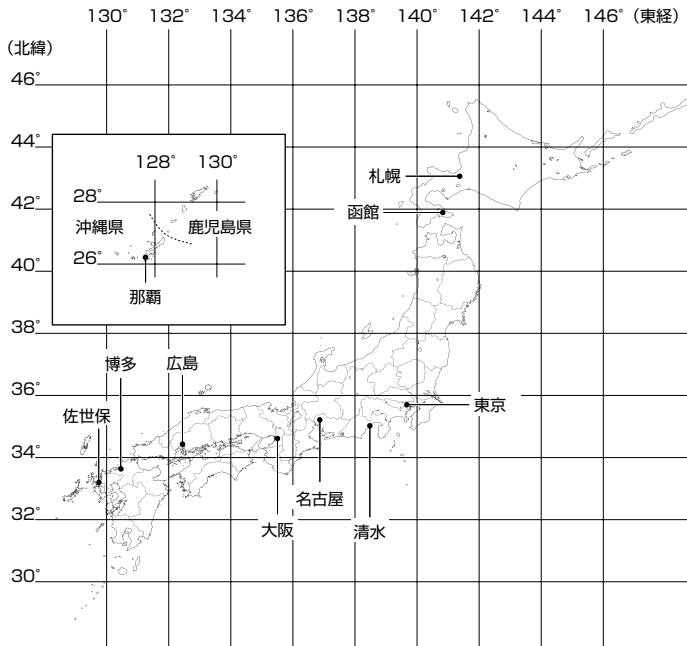 130° 132° 134° 136° 138° 140° 142° 144° 146°（東経）
（北緯）
46°
44°
128° 130°
札幌
28°
42°
函館
沖縄県 鹿児島県
26°
40°
那覇
38°
博多 広島
36°
佐世保
東京
34°
名古屋
32°
大阪 清水
30°